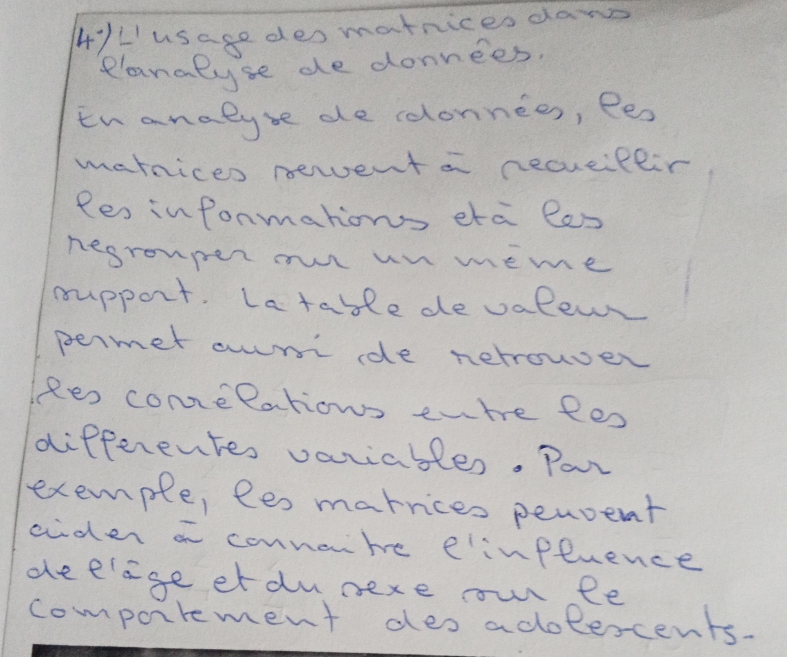 4°) L'usage des matrices dans
l'analyse de données.
En analyse de données, les
matrices servent à recueillir
les informations et à les
regrouper sur un même
support. La table de valeur
permet aussi de retrouver
les corrélations entre les
différentes variables. Par
exemple, les matrices peuvent
aider à connaitre l'influence
de l'âge et du sexe sur le
comportement des adolescents.